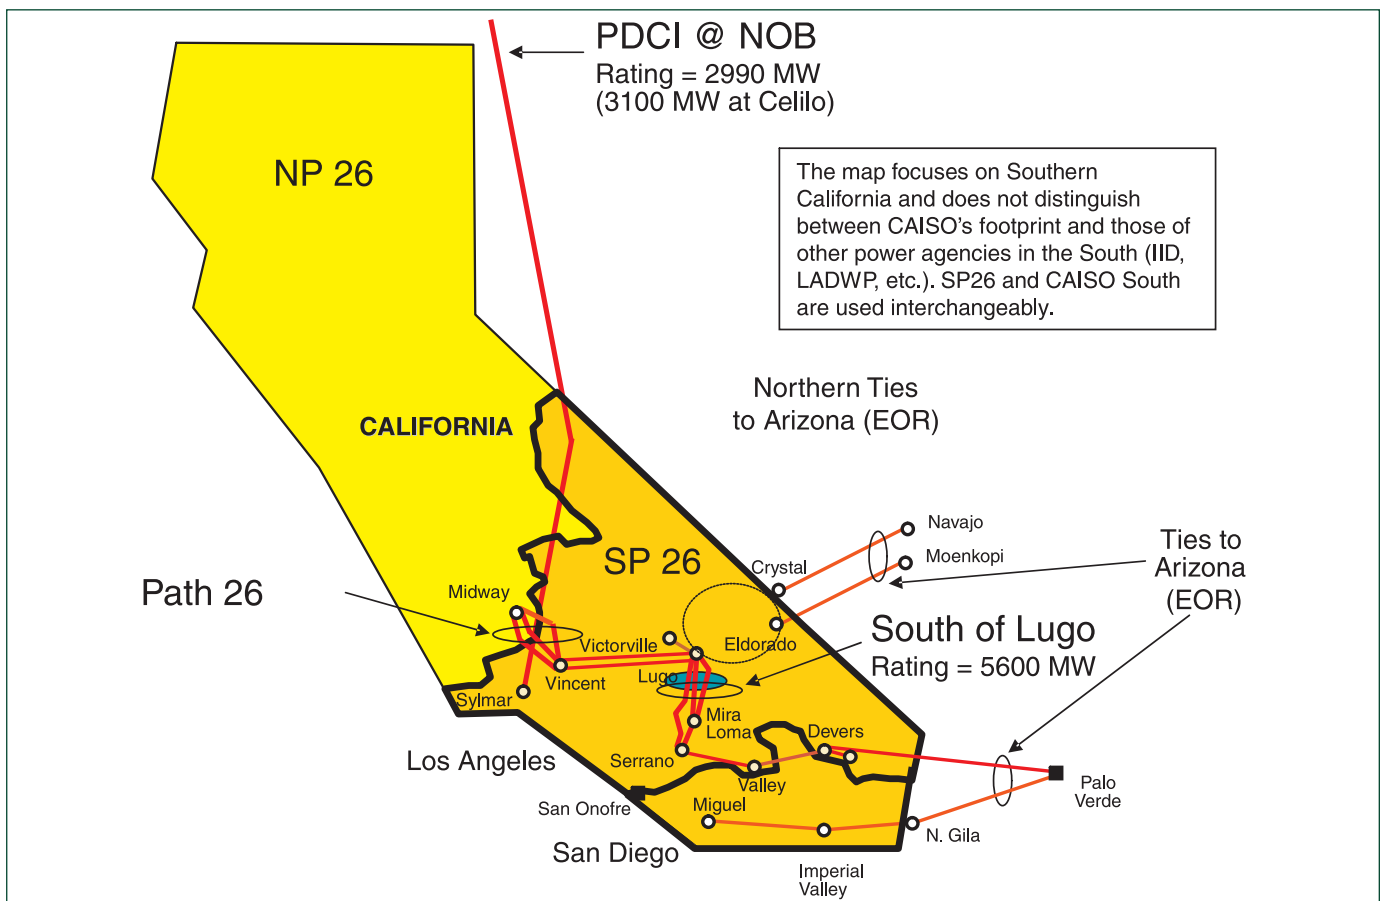 PDCI @ NOB
Rating = 2990 MW
(3100 MW at Celilo)
NP 26
The map focuses on Southern
California and does not distinguish
between CAISO’s footprint and those of
other power agencies in the South (IID,
LADWP, etc.). SP26 and CAISO South
are used interchangeably.
Northern Ties
to Arizona (EOR)
CALIFORNIA
Navajo
Moenkopi
Ties to
Arizona
(EOR)
SP 26
Crystal
Path 26
Midway
South of Lugo
Rating = 5600 MW
Victorville
Eldorado
Lugo
Vincent
Sylmar
Mira
Loma
Devers
Los Angeles
Serrano
Valley
Palo
Verde
San Onofre
Miguel
N. Gila
San Diego
Imperial
Valley